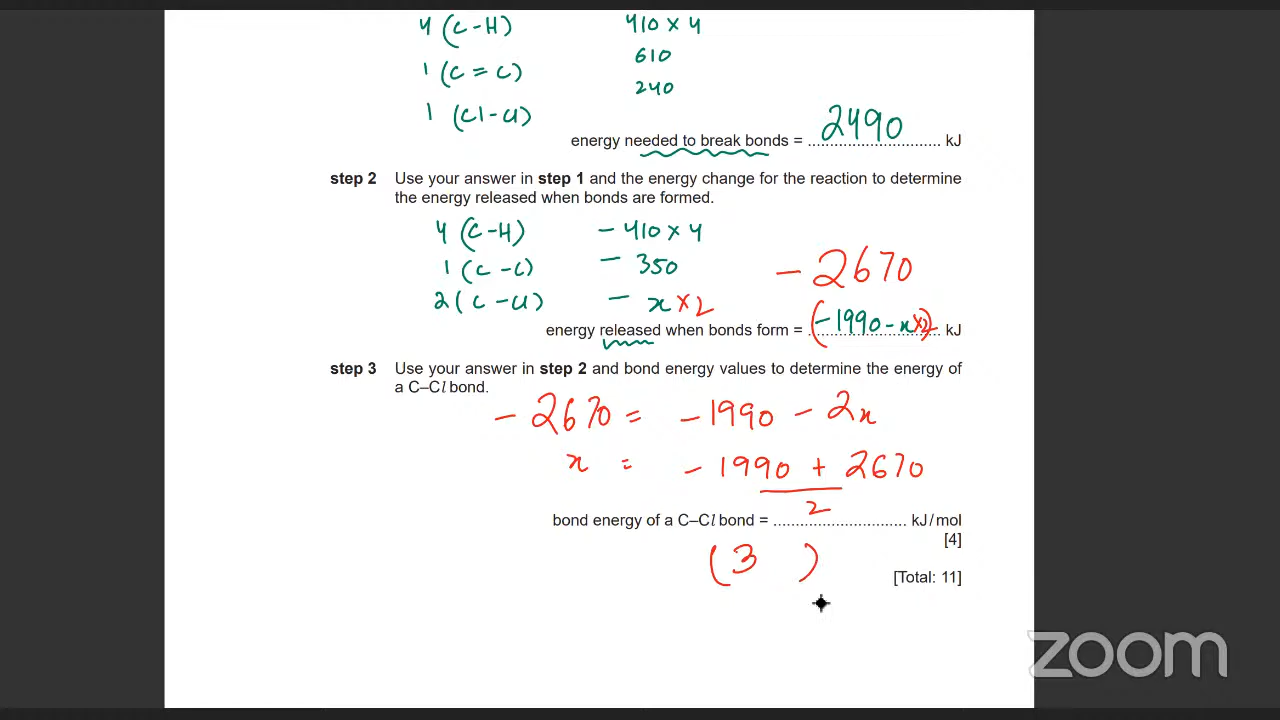 4 (C-H) 410 × 4
1 (C = C) 610
1 (Cl-Cl) 240
2490
energy needed to break bonds = .............................. kJ
step 2 Use your answer in step 1 and the energy change for the reaction to determine
the energy released when bonds are formed.
4 (C-H) - 410 × 4
1 (C-C) - 350
- 2670
2 (C-Cl) - x × 2
(-1990 - x×2)
energy released when bonds form = .............................. kJ
step 3 Use your answer in step 2 and bond energy values to determine the energy of
a C–Cl bond.
- 2670 = - 1990 - 2x
x = - 1990 + 2670
2
bond energy of a C–Cl bond = .............................. kJ/mol
[4]
(3 )
[Total: 11]
zoom